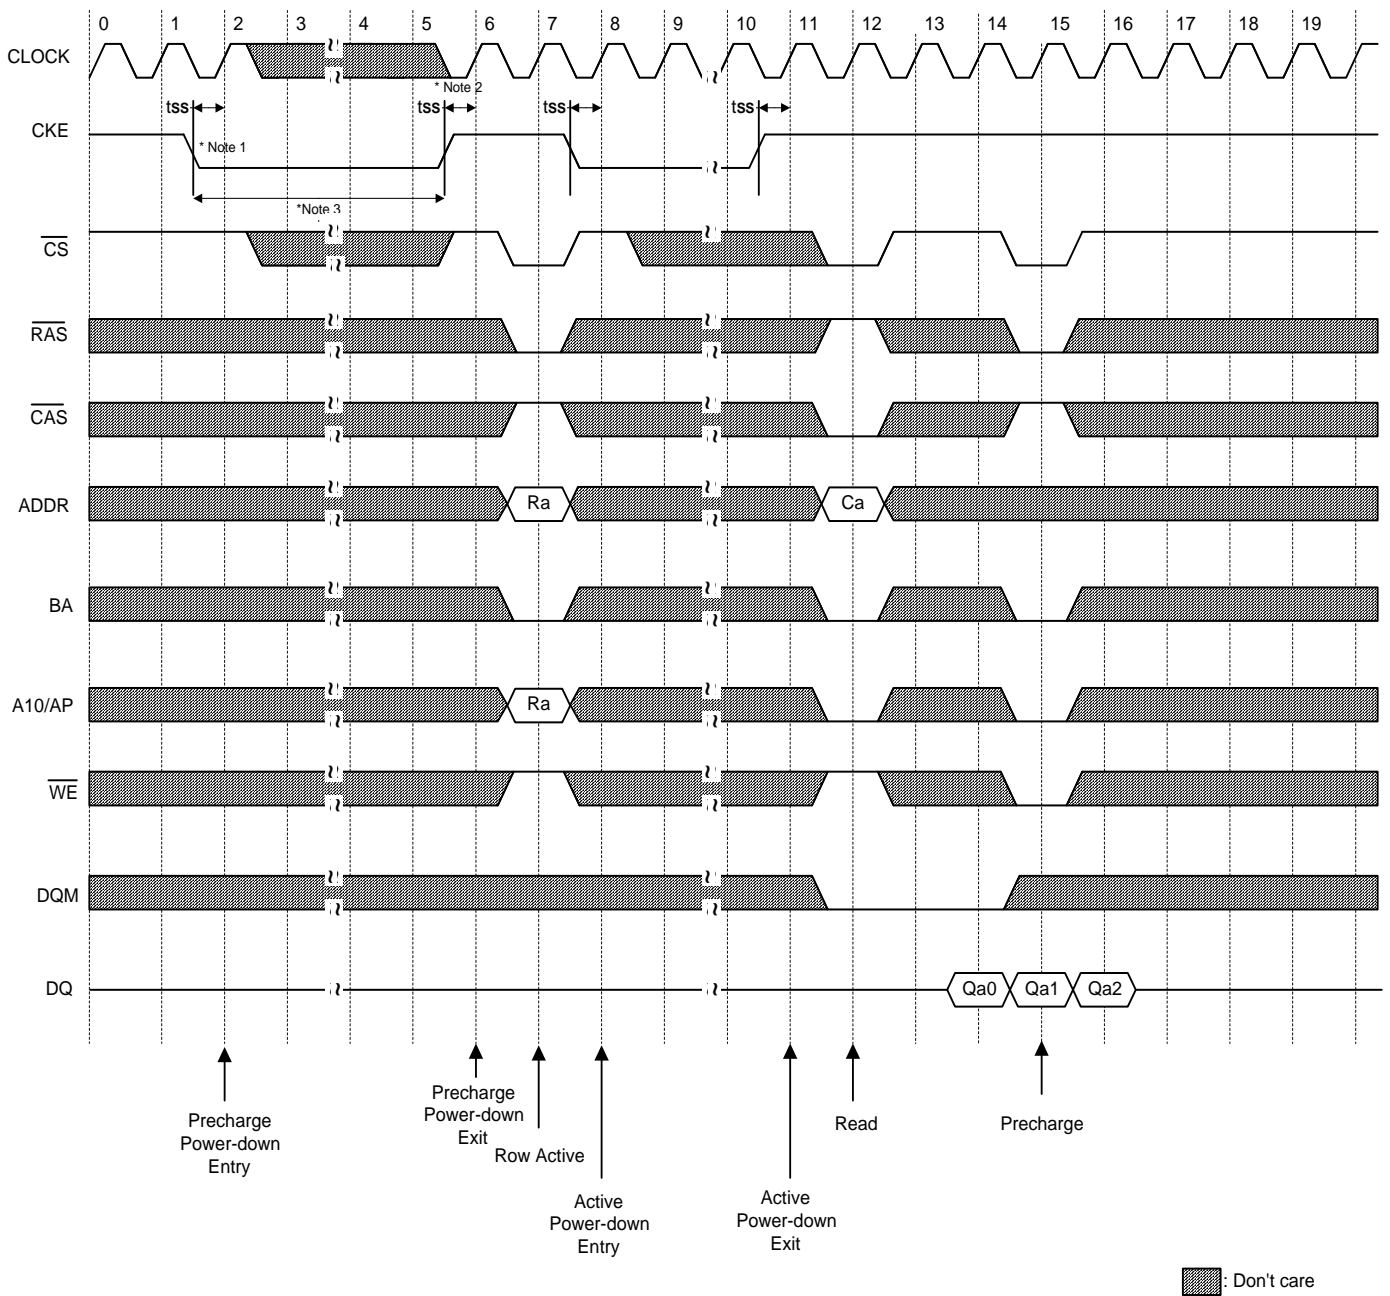 0 1 2 3 4 5 6 7 8 9 10 11 12 13 14 15 16 17 18 19
CLOCK
* Note 2
tss tss tss tss
CKE
* Note 1
*Note 3
CS
RAS
CAS
ADDR Ra Ca
BA
A10/AP Ra
WE
DQM
DQ Qa0 Qa1 Qa2
Precharge
Power-down
Entry
Precharge
Power-down
Exit
Row Active
Active
Power-down
Entry
Active
Power-down
Exit
Read
Precharge
: Don't care